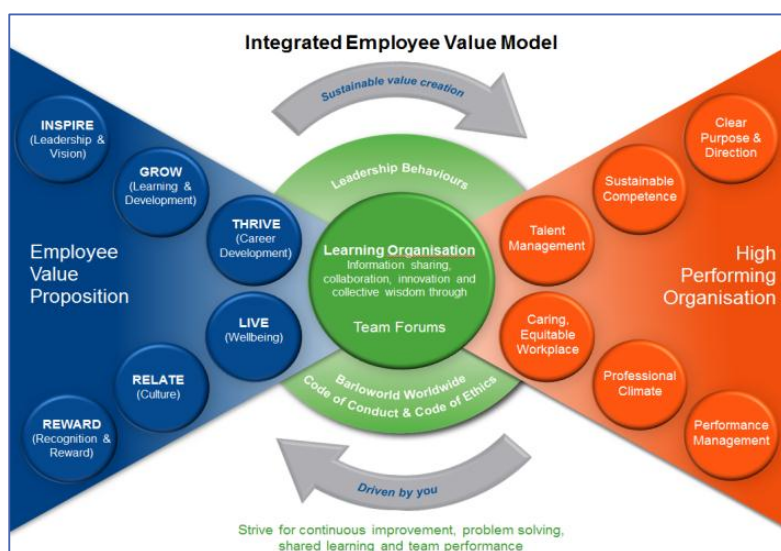 Integrated Employee Value Model
Sustainable value creation
INSPIRE
(Leadership &
Vision)
GROW
(Learning &
Development)
THRIVE
(Career
Development)
Employee
Value
Proposition
LIVE
(Wellbeing)
RELATE
(Culture)
REWARD
(Recognition &
Reward)
Leadership Behaviours
Learning Organisation
Information sharing,
collaboration, innovation and
collective wisdom through
Team Forums
Barloworld Worldwide
Code of Conduct & Code of Ethics
Clear
Purpose &
Direction
Sustainable
Competence
Talent
Management
High
Performing
Organisation
Caring,
Equitable
Workplace
Professional
Climate
Performance
Management
Driven by you
Strive for continuous improvement, problem solving,
shared learning and team performance